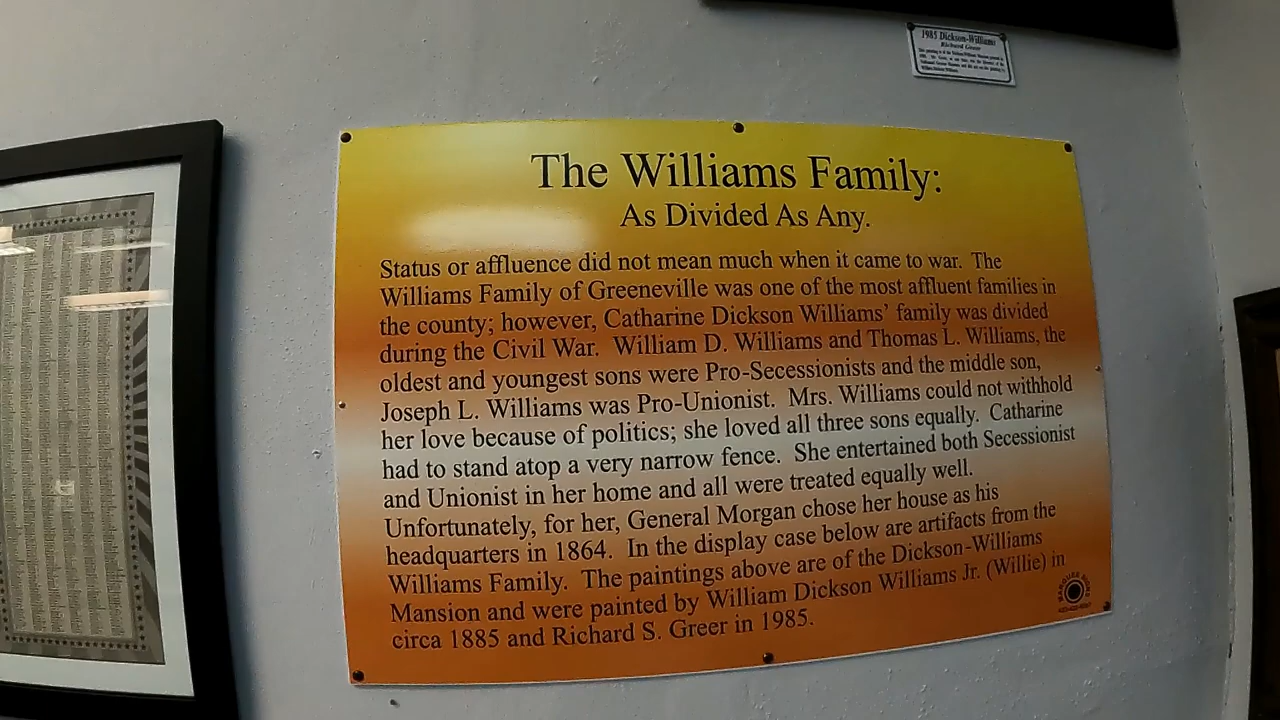 1985 Dickson-Williams
Richard Greer
The Williams Family:
As Divided As Any.
Status or affluence did not mean much when it came to war. The
Williams Family of Greeneville was one of the most affluent families in
the county; however, Catharine Dickson Williams' family was divided
during the Civil War. William D. Williams and Thomas L. Williams, the
oldest and youngest sons were Pro-Secessionists and the middle son,
Joseph L. Williams was Pro-Unionist. Mrs. Williams could not withhold
her love because of politics; she loved all three sons equally. Catharine
had to stand atop a very narrow fence. She entertained both Secessionist
and Unionist in her home and all were treated equally well.
Unfortunately, for her, General Morgan chose her house as his
headquarters in 1864. In the display case below are artifacts from the
Williams Family. The paintings above are of the Dickson-Williams
Mansion and were painted by William Dickson Williams Jr. (Willie) in
circa 1885 and Richard S. Greer in 1985.